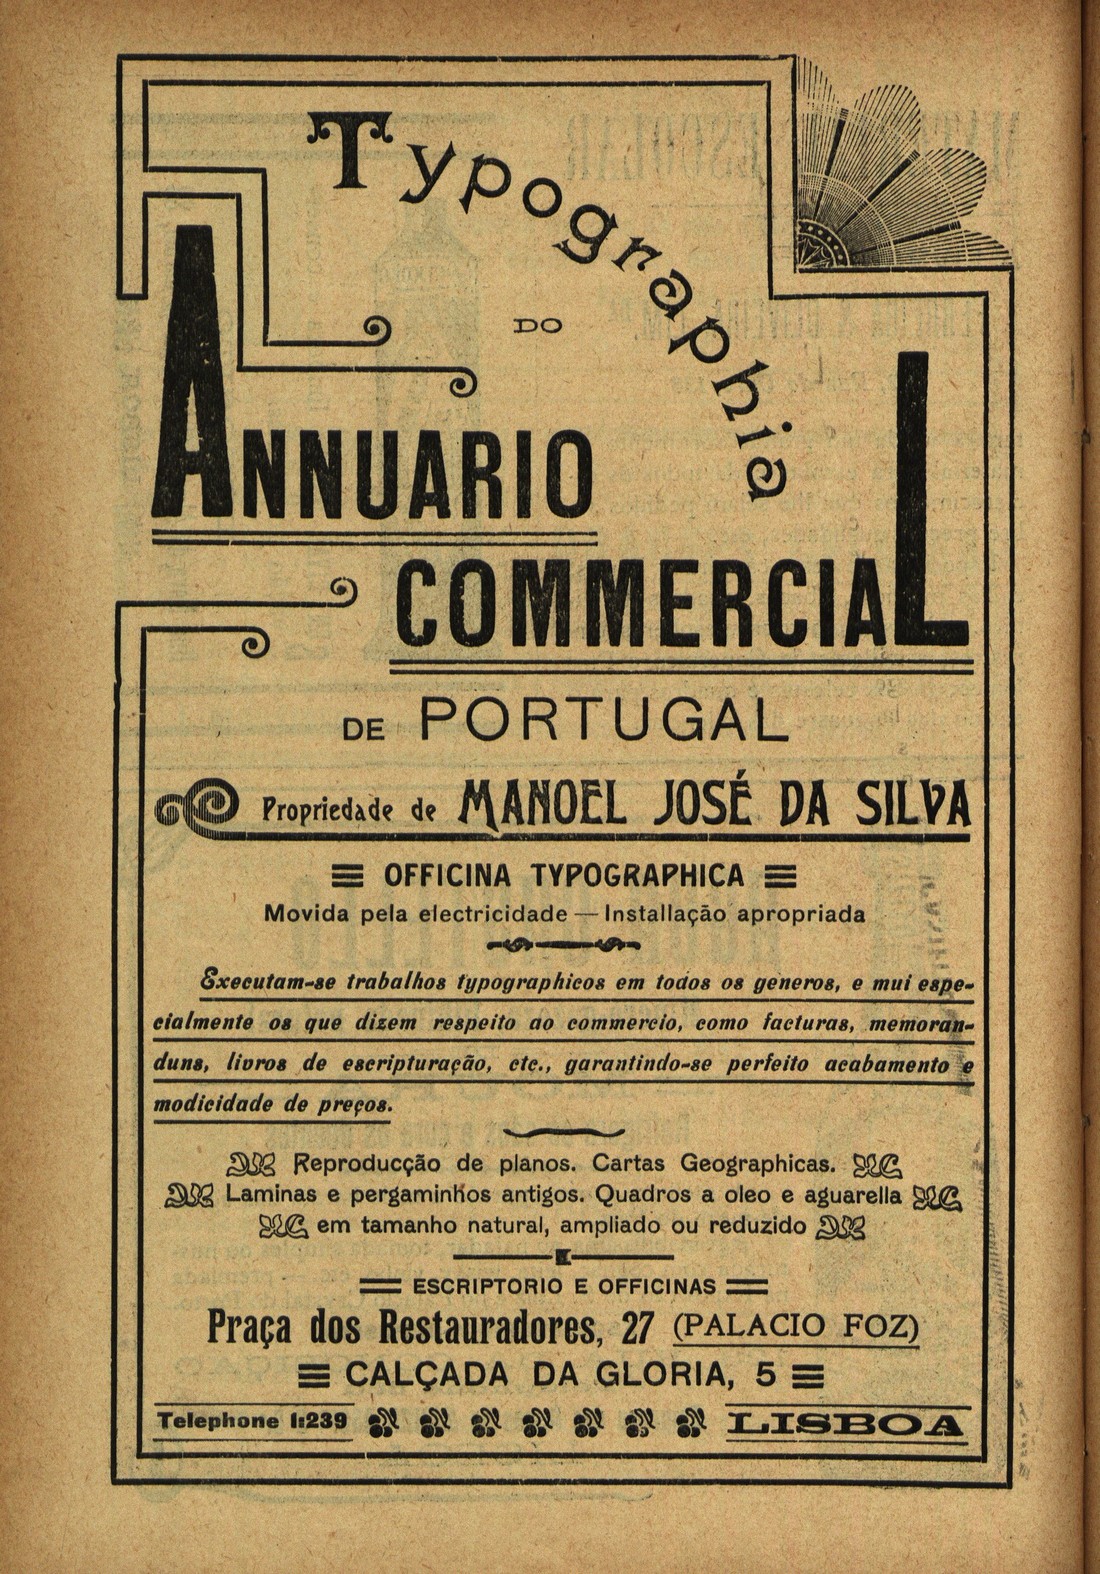 Typographia
DO
ANNUARIO
COMMERCIAL
DE PORTUGAL
Propriedade de MANOEL JOSÉ DA SILVA
OFFICINA TYPOGRAPHICA
Movida pela electricidade — Installação apropriada
Executam-se trabalhos typographicos em todos os generos, e mui espe-
cialmente os que dizem respeito ao commercio, como facturas, memoran-
duns, livros de escripturação, etc., garantindo-se perfeito acabamento e
modicidade de preços.
Reproducção de planos. Cartas Geographicas.
Laminas e pergaminhos antigos. Quadros a oleo e aguarella
em tamanho natural, ampliado ou reduzido
ESCRIPTORIO E OFFICINAS
Praça dos Restauradores, 27 (PALACIO FOZ)
CALÇADA DA GLORIA, 5
Telephone 1:239 LISBOA